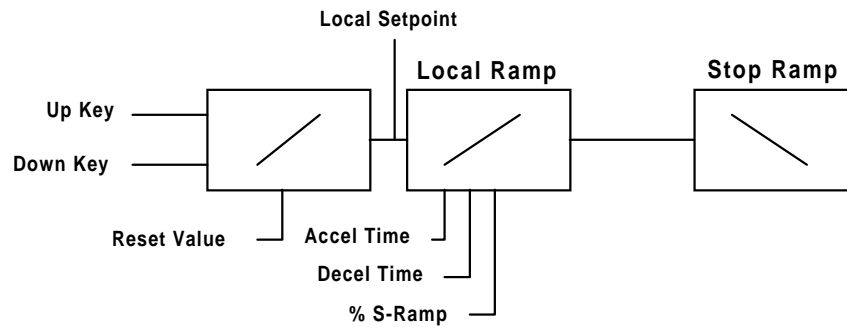 Local Setpoint
Local Ramp
Stop Ramp
Up Key
Down Key
Reset Value
Accel Time
Decel Time
% S-Ramp